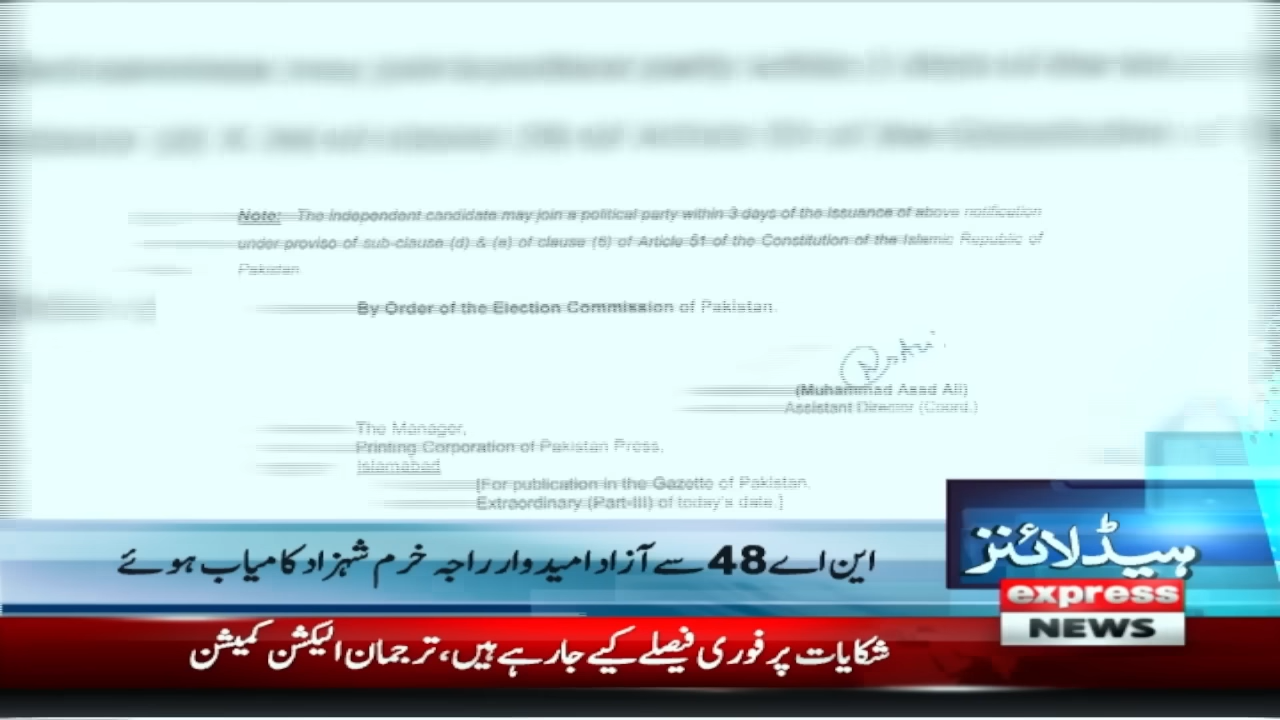 Note: The independent candidate may join a political party within 3 days of the issuance of above notification
under proviso of sub-clause (d) & (e) of clause (6) of Article 51 of the Constitution of the Islamic Republic of
Pakistan
By Order of the Election Commission of Pakistan.
(Muhammad Asad Ali)
Assistant Director (Coord.)
The Manager,
Printing Corporation of Pakistan Press,
Islamabad
[For publication in the Gazette of Pakistan,
Extraordinary (Part-III) of today's date.]
این اے 48 سے آزاد امیدوار راجہ خرم شہزاد کامیاب ہوئے
ہیڈلائنز
express
NEWS
شکایات پر فوری فیصلے کیے جا رہے ہیں، ترجمان الیکشن کمیشن